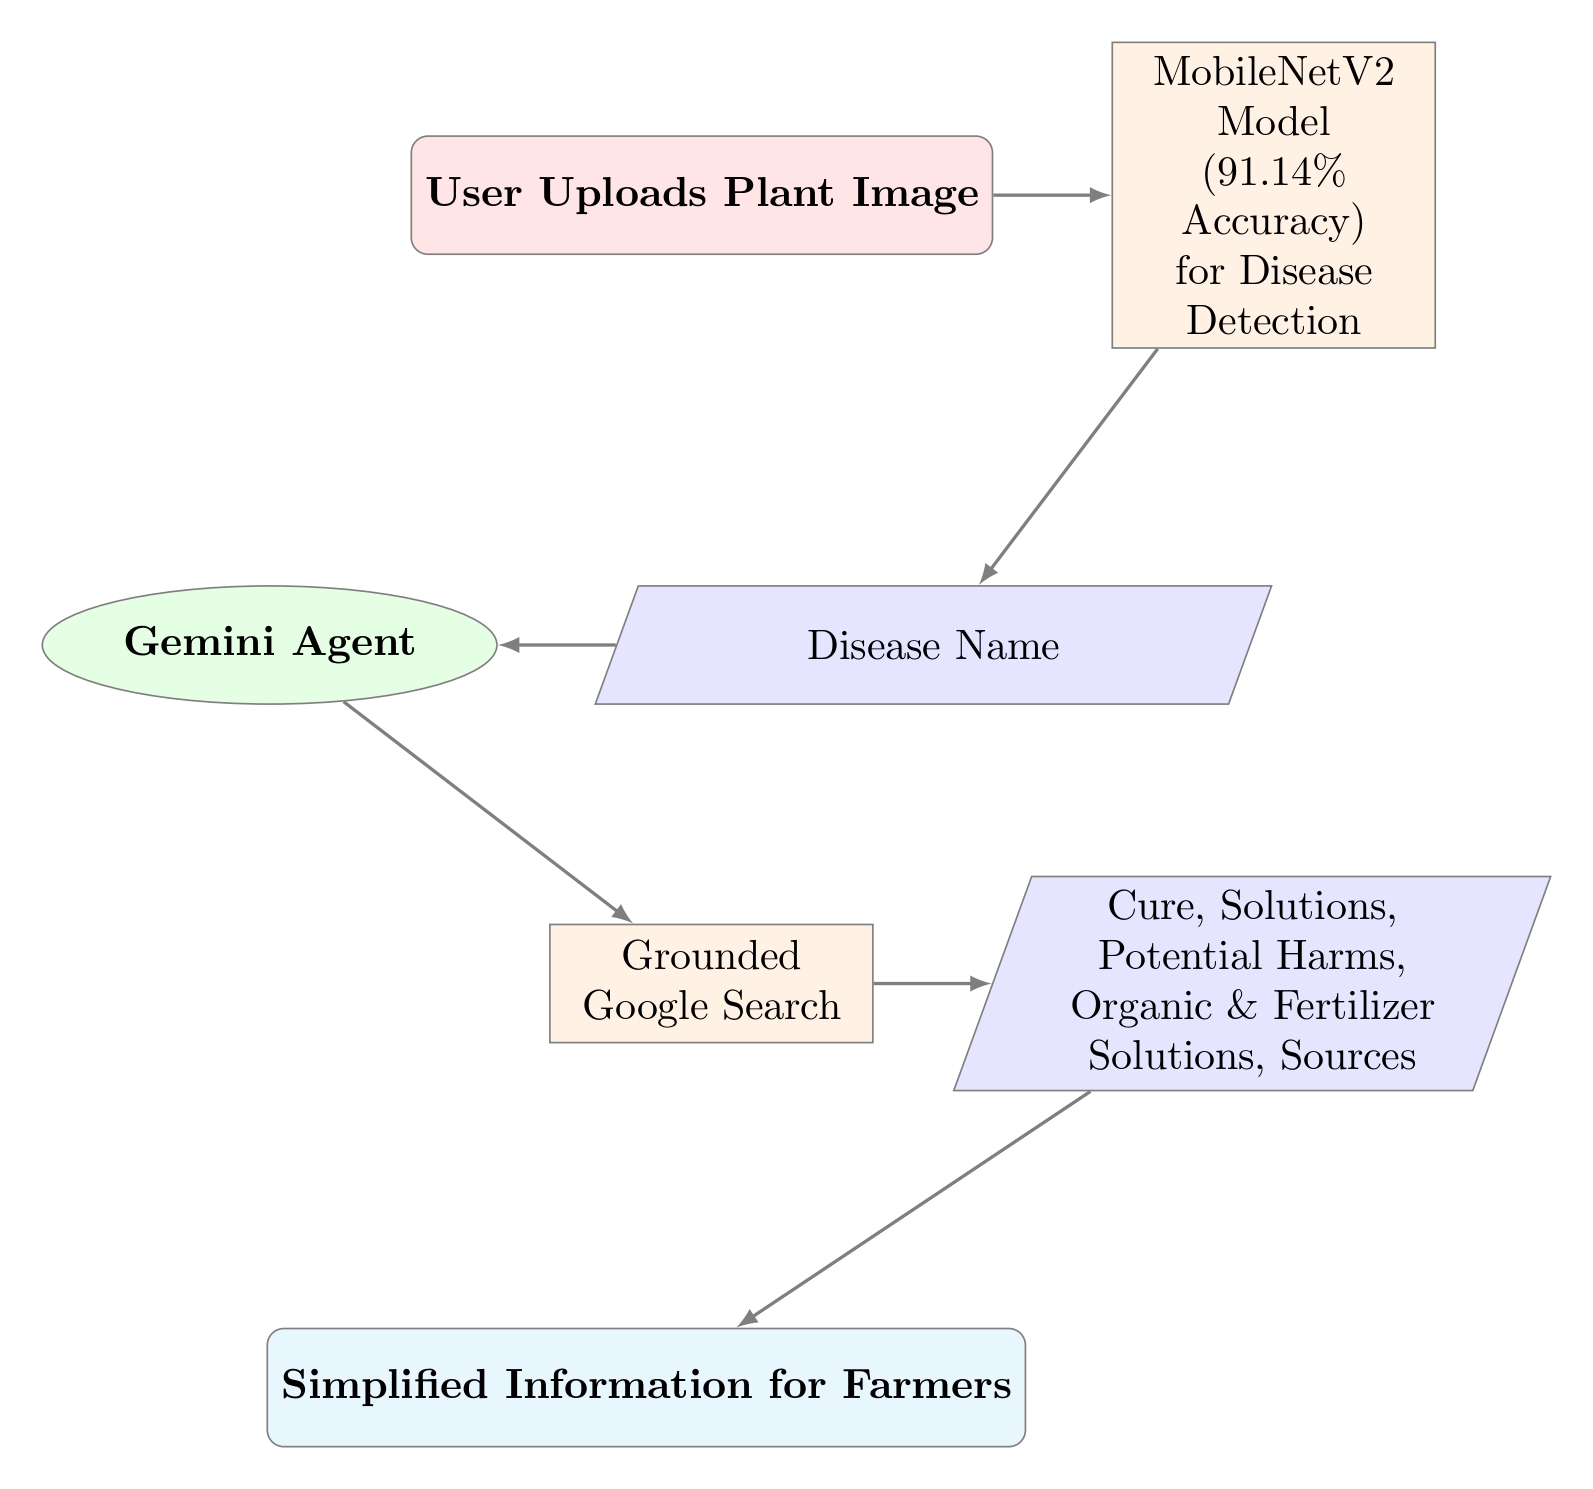 User Uploads Plant Image
MobileNetV2
Model
(91.14%
Accuracy)
for Disease
Detection
Disease Name
Gemini Agent
Grounded
Google Search
Cure, Solutions,
Potential Harms,
Organic & Fertilizer
Solutions, Sources
Simplified Information for Farmers